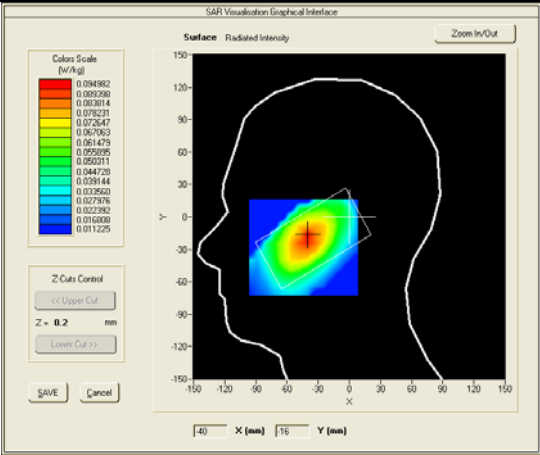 SAR Visualisation Graphical Interface
Surface Radiated Intensity
Zoom In/Out
Colors Scale
(W/kg)
0.094982
0.089398
0.083814
0.078231
0.072647
0.067063
0.061479
0.055895
0.050311
0.044728
0.039144
0.033560
0.027976
0.022392
0.016808
0.011225
150
120
90
60
30
0
-30
-60
-90
-120
-150
Y
-150 -120 -90 -60 -30 0 30 60 90 120 150
X
Z-Cuts Control
<< Upper Cut
Z = 0.2 mm
Lower Cut >>
SAVE Cancel
-40 X (mm) -16 Y (mm)